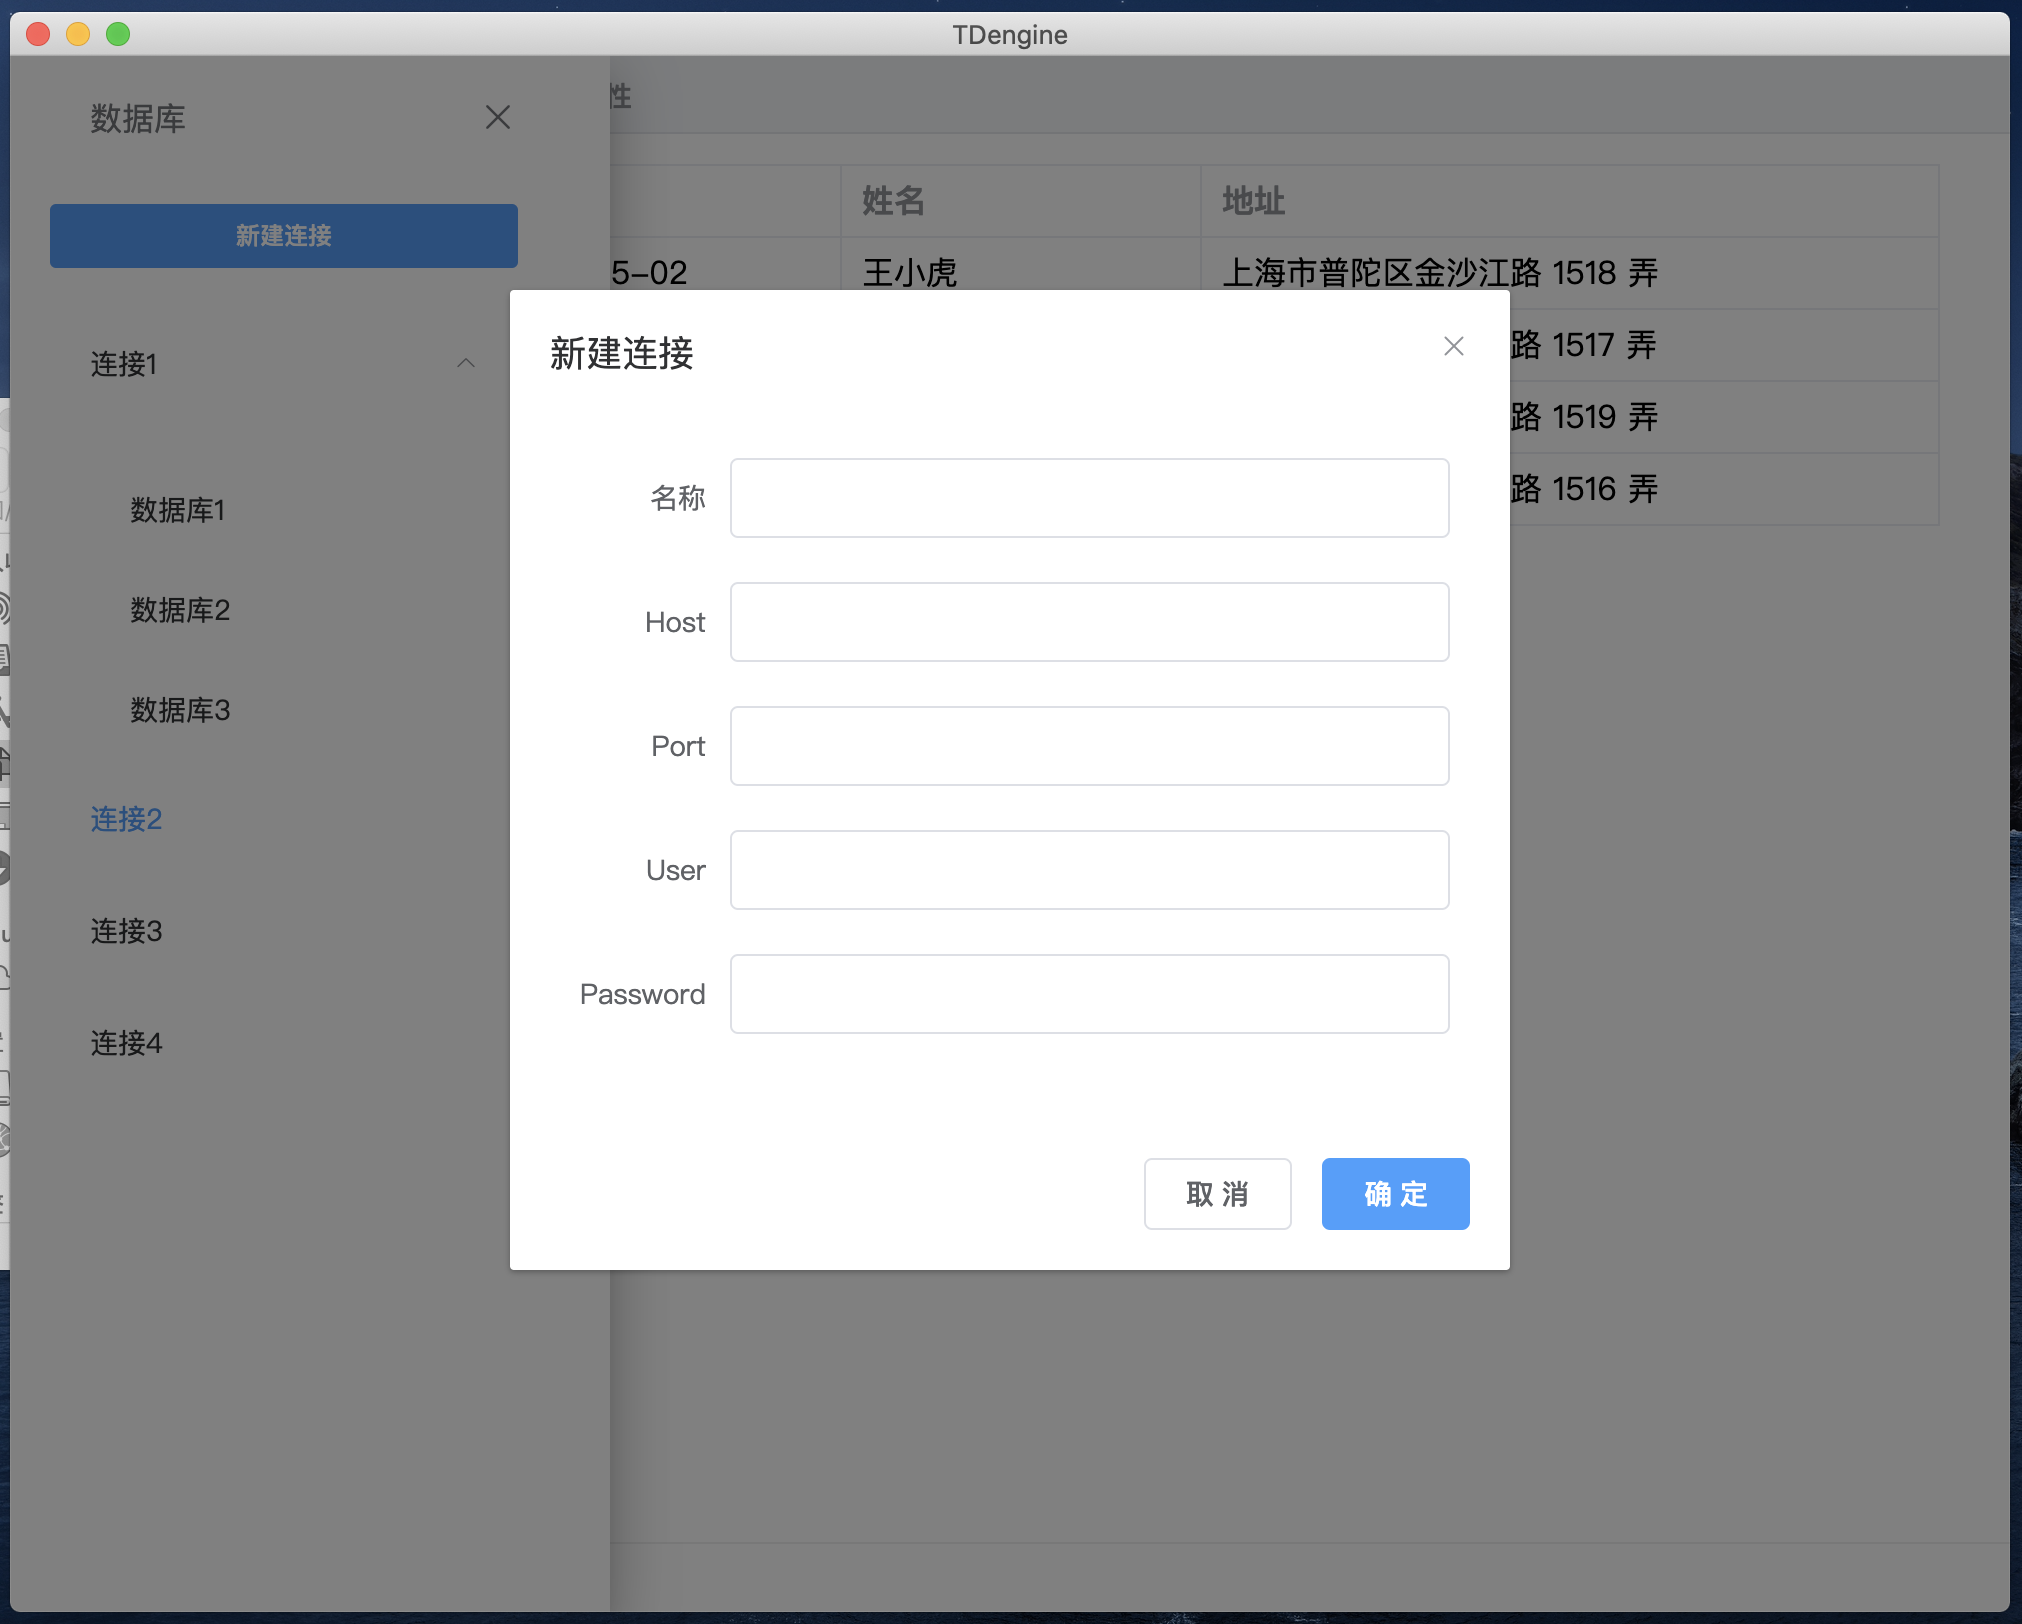 TDengine
数据库
性
新建连接
姓名 地址
5-02 王小虎 上海市普陀区金沙江路 1518 弄
路 1517 弄
路 1519 弄
路 1516 弄
连接1
数据库1
数据库2
数据库3
连接2
连接3
连接4
新建连接
名称
Host
Port
User
Password
取 消 确 定